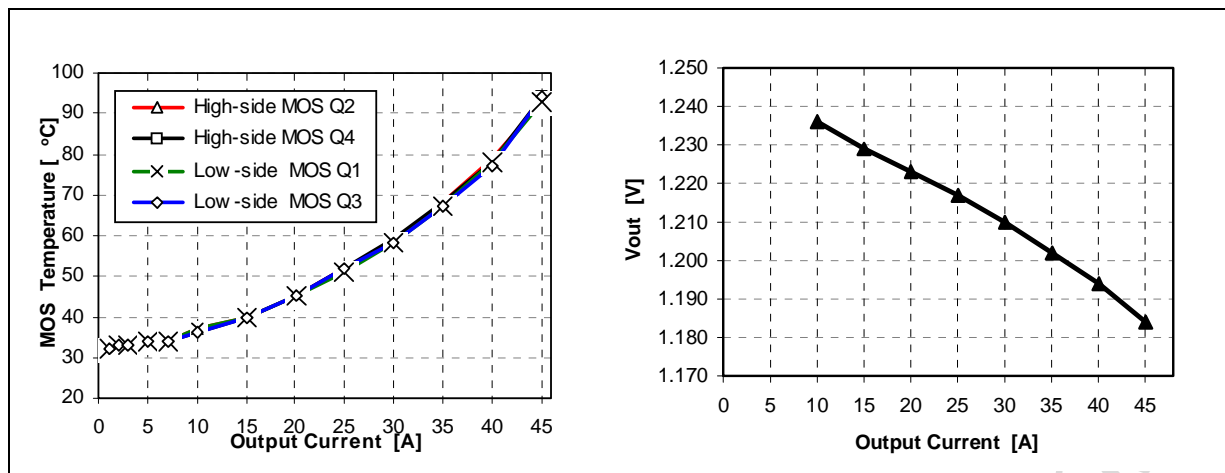 100
90
80
70
60
50
40
30
20
MOS Temperature [ ºC]
High-side MOS Q2
High-side MOS Q4
Low -side MOS Q1
Low -side MOS Q3
0 5 10 15 20 25 30 35 40 45
Output Current [A]
1.250
1.240
1.230
1.220
1.210
1.200
1.190
1.180
1.170
Vout [V]
0 5 10 15 20 25 30 35 40 45
Output Current [A]